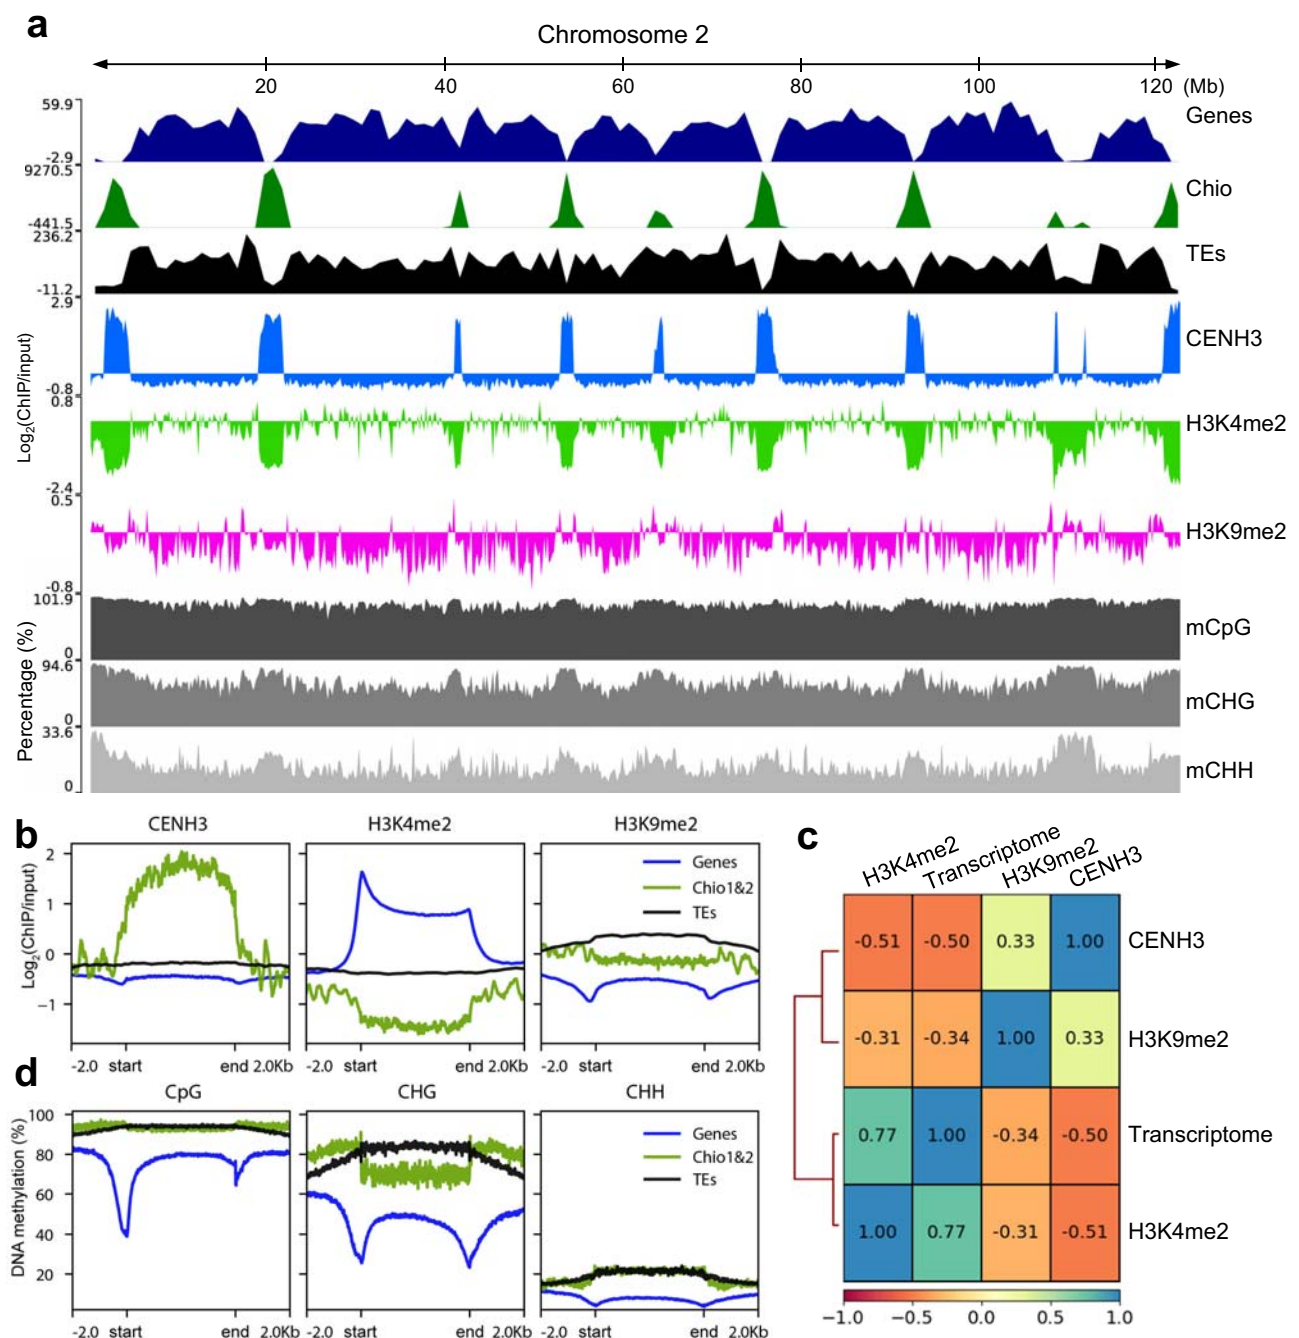 a
Chromosome 2
20 40 60 80 100 120 (Mb)
59.9
Genes
-2.9
9270.5
Chio
-441.5
236.2
TEs
-11.2
2.9
CENH3
-0.8
0.8
H3K4me2
Log2(ChIP/input)
-2.4
0.5
H3K9me2
-0.8
101.9
mCpG
0
94.6
mCHG
Percentage (%)
0
33.6
mCHH
0
b
CENH3 H3K4me2 H3K9me2
Log2(ChIP/input)
2
1
0
−1
Genes
Chio1&2
TEs
-2.0 start end 2.0Kb
-2.0 start end 2.0Kb
-2.0 start end 2.0Kb
c
H3K4me2 Transcriptome H3K9me2 CENH3
-0.51 -0.50 0.33 1.00 CENH3
-0.31 -0.34 1.00 0.33 H3K9me2
0.77 1.00 -0.34 -0.50 Transcriptome
1.00 0.77 -0.31 -0.51 H3K4me2
−1.0 −0.5 0.0 0.5 1.0
d
CpG CHG CHH
DNA methylation (%)
100
80
60
40
20
Genes
Chio1&2
TEs
-2.0 start end 2.0Kb
-2.0 start end 2.0Kb
-2.0 start end 2.0Kb